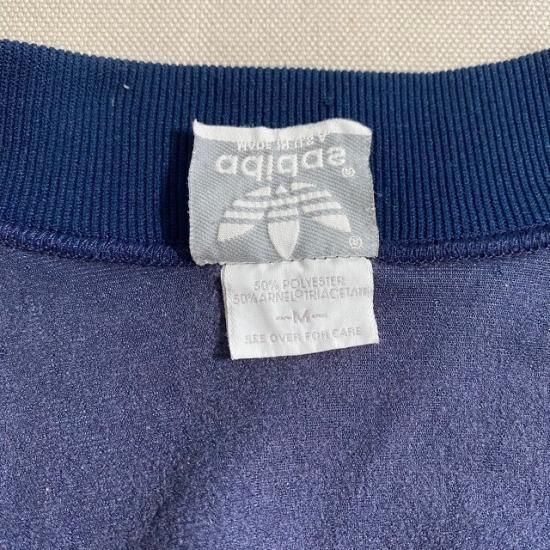 adidas
®
®
50% POLYESTER
50% ARNEL® TRIACETATE
M
SEE OVER FOR CARE